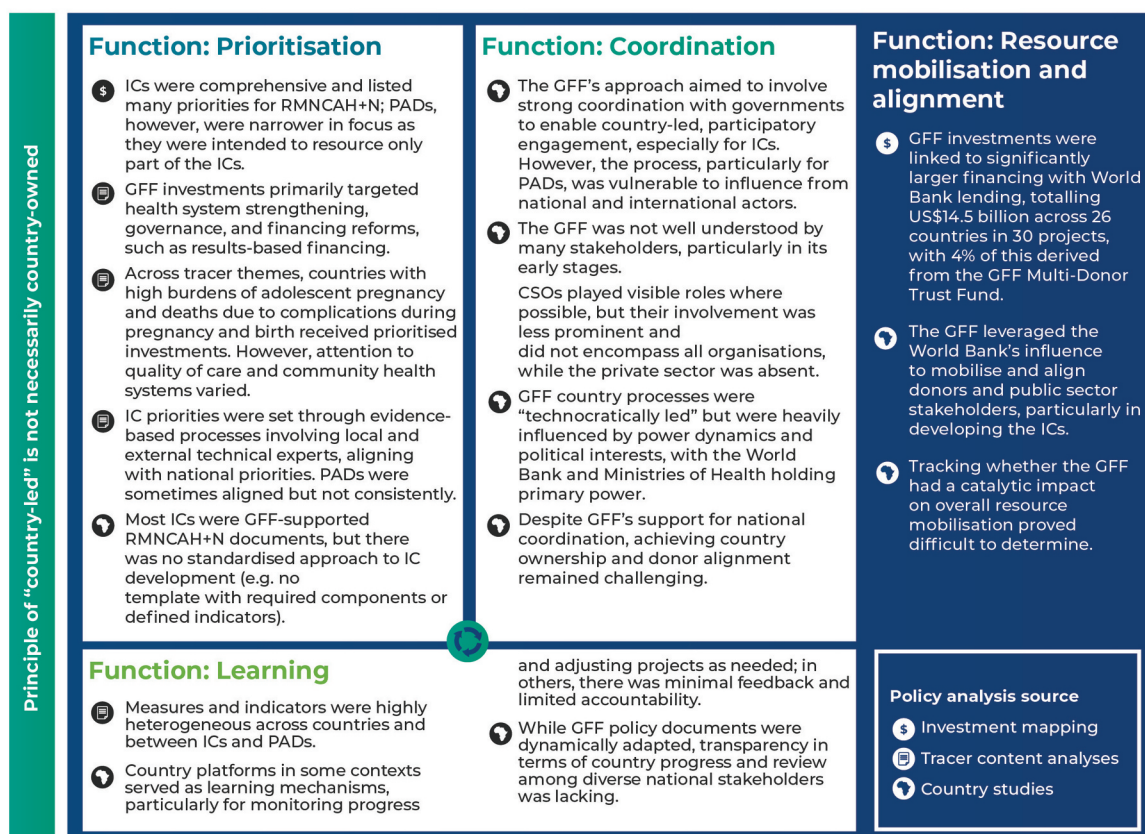 Principle of “country-led” is not necessarily country-owned
Function: Prioritisation
$
ICs were comprehensive and listed
many priorities for RMNCAH+N; PADs,
however, were narrower in focus as
they were intended to resource only
part of the ICs.
GFF investments primarily targeted
health system strengthening,
governance, and financing reforms,
such as results-based financing.
Across tracer themes, countries with
high burdens of adolescent pregnancy
and deaths due to complications during
pregnancy and birth received prioritised
investments. However, attention to
quality of care and community health
systems varied.
IC priorities were set through evidence-
based processes involving local and
external technical experts, aligning
with national priorities. PADs were
sometimes aligned but not consistently.
Most ICs were GFF-supported
RMNCAH+N documents, but there
was no standardised approach to IC
development (e.g. no
template with required components or
defined indicators).
Function: Coordination
The GFF’s approach aimed to involve
strong coordination with governments
to enable country-led, participatory
engagement, especially for ICs.
However, the process, particularly for
PADs, was vulnerable to influence from
national and international actors.
The GFF was not well understood by
many stakeholders, particularly in its
early stages.
CSOs played visible roles where
possible, but their involvement was
less prominent and
did not encompass all organisations,
while the private sector was absent.
GFF country processes were
“technocratically led” but were heavily
influenced by power dynamics and
political interests, with the World
Bank and Ministries of Health holding
primary power.
Despite GFF’s support for national
coordination, achieving country
ownership and donor alignment
remained challenging.
Function: Resource
mobilisation and
alignment
$
GFF investments were
linked to significantly
larger financing with World
Bank lending, totalling
US$14.5 billion across 26
countries in 30 projects,
with 4% of this derived
from the GFF Multi-Donor
Trust Fund.
The GFF leveraged the
World Bank’s influence
to mobilise and align
donors and public sector
stakeholders, particularly in
developing the ICs.
Tracking whether the GFF
had a catalytic impact
on overall resource
mobilisation proved
difficult to determine.
Function: Learning
Measures and indicators were highly
heterogeneous across countries and
between ICs and PADs.
Country platforms in some contexts
served as learning mechanisms,
particularly for monitoring progress
and adjusting projects as needed; in
others, there was minimal feedback and
limited accountability.
While GFF policy documents were
dynamically adapted, transparency in
terms of country progress and review
among diverse national stakeholders
was lacking.
Policy analysis source
$ Investment mapping
Tracer content analyses
Country studies